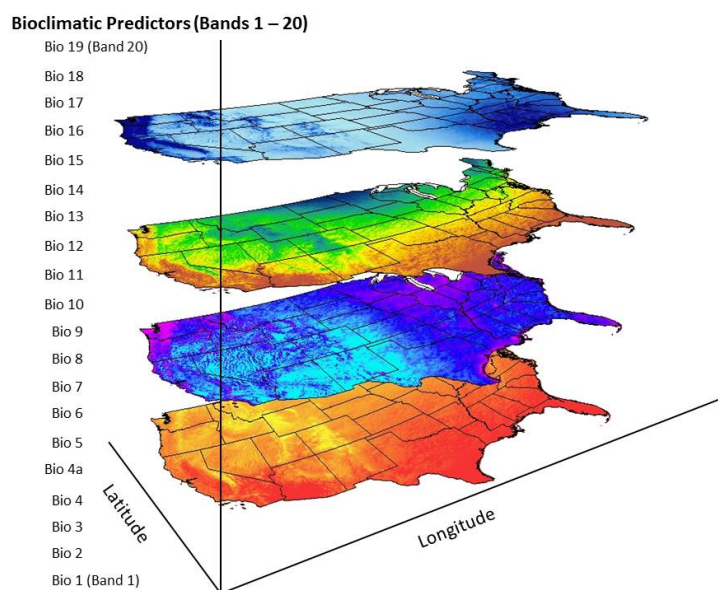 Bioclimatic Predictors (Bands 1 – 20)
Bio 19 (Band 20)
Bio 18
Bio 17
Bio 16
Bio 15
Bio 14
Bio 13
Bio 12
Bio 11
Bio 10
Bio 9
Bio 8
Bio 7
Bio 6
Bio 5
Bio 4a
Bio 4
Bio 3
Bio 2
Bio 1 (Band 1)
Latitude
Longitude